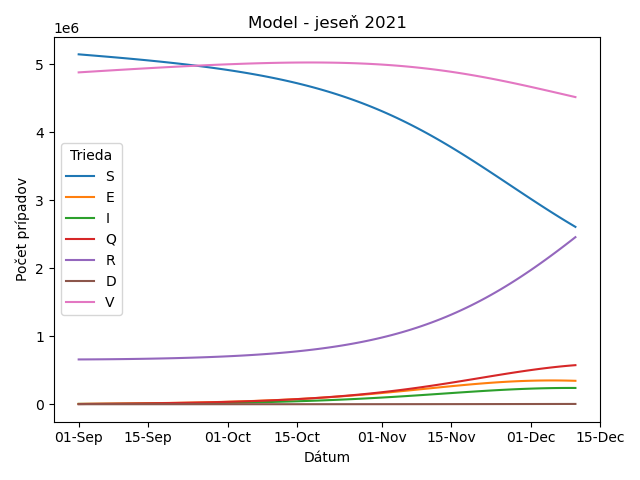 Model - jeseň 2021
1e6
5
4
3
2
1
0
Počet prípadov
Trieda
S
E
I
Q
R
D
V
01-Sep 15-Sep 01-Oct 15-Oct 01-Nov 15-Nov 01-Dec 15-Dec
Dátum